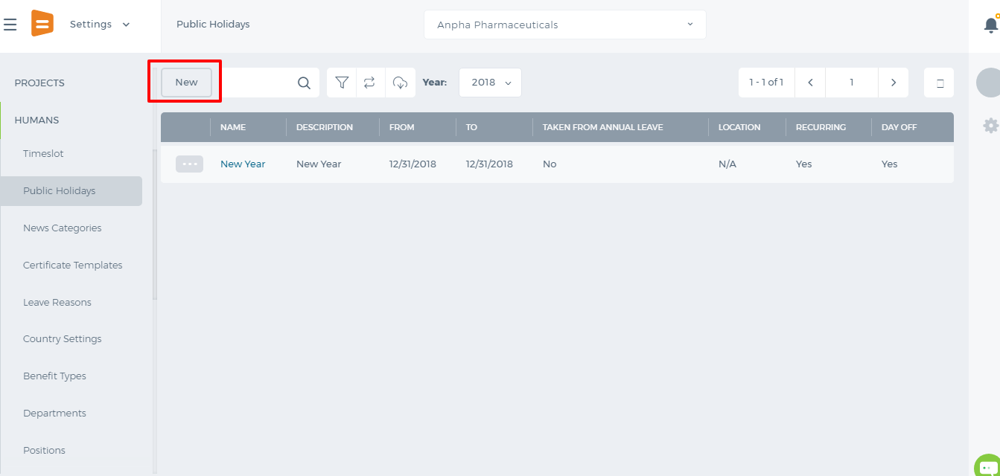 Settings
Public Holidays
Anpha Pharmaceuticals
PROJECTS
HUMANS
Timeslot
Public Holidays
News Categories
Certificate Templates
Leave Reasons
Country Settings
Benefit Types
Departments
Positions
New
Year: 2018
1 - 1 of 1
1
NAME DESCRIPTION FROM TO TAKEN FROM ANNUAL LEAVE LOCATION RECURRING DAY OFF
New Year New Year 12/31/2018 12/31/2018 No N/A Yes Yes